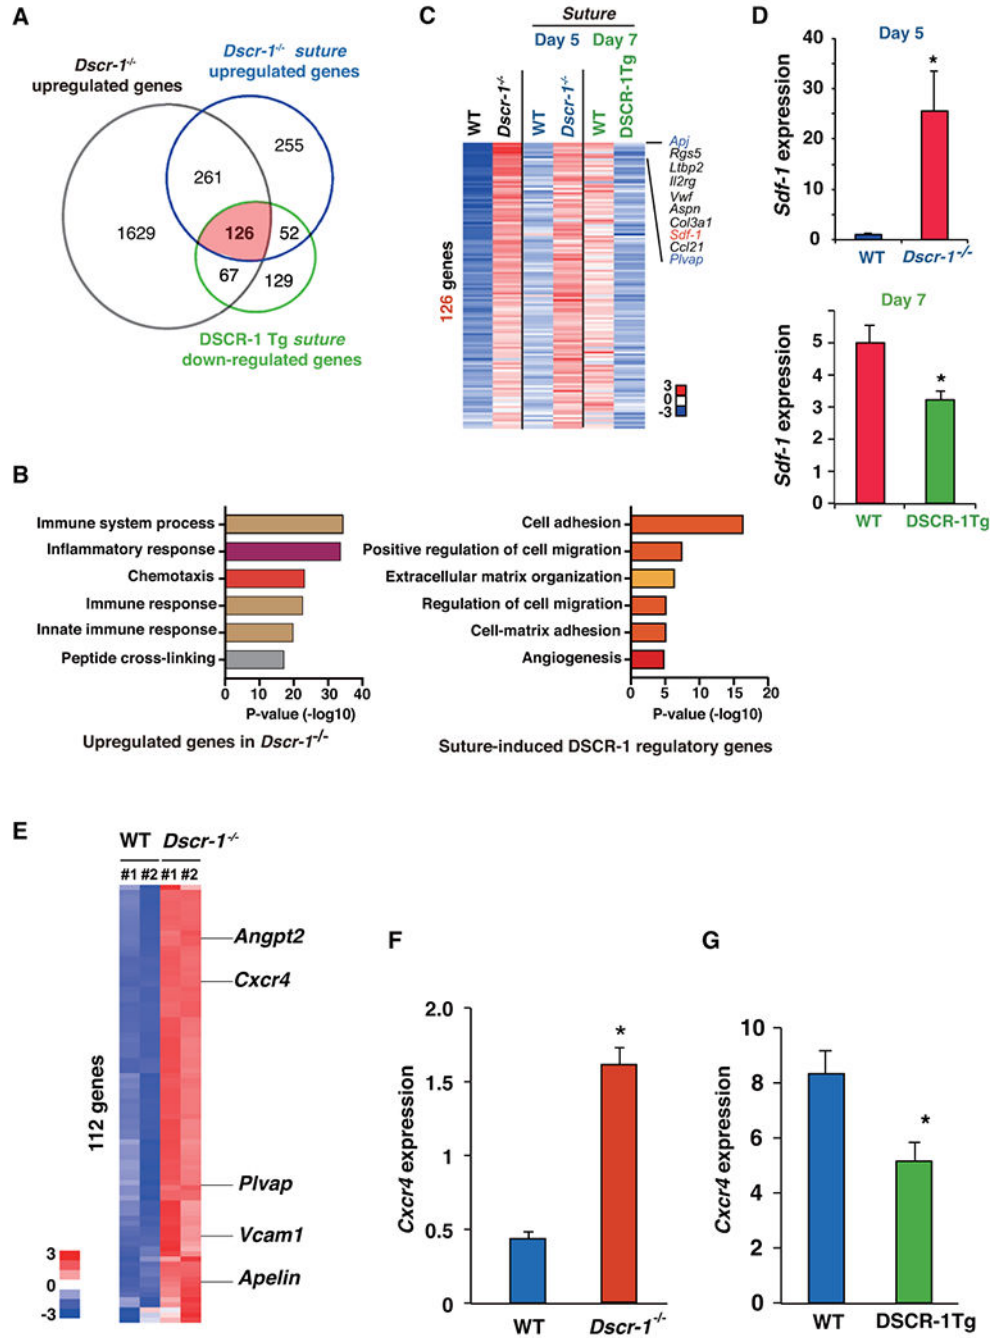 A
Dscr-1-/-
upregulated genes
Dscr-1-/- suture
upregulated genes
255
261
1629
126
52
67
129
DSCR-1 Tg suture
down-regulated genes
C
Suture
Day 5
Day 7
WT
Dscr-1-/-
WT
Dscr-1-/-
WT
DSCR-1Tg
Apj
Rgs5
Ltbp2
Il2rg
Vwf
Aspn
Col3a1
Sdf-1
Ccl21
Plvap
126 genes
3
0
-3
D
Day 5
Sdf-1 expression
40
30
20
10
0
*
WT
Dscr-1-/-
Day 7
Sdf-1 expression
5
4
3
2
1
0
*
WT
DSCR-1Tg
B
Immune system process
Inflammatory response
Chemotaxis
Immune response
Innate immune response
Peptide cross-linking
0 10 20 30 40
P-value (-log10)
Upregulated genes in Dscr-1-/-
Cell adhesion
Positive regulation of cell migration
Extracellular matrix organization
Regulation of cell migration
Cell-matrix adhesion
Angiogenesis
0 5 10 15 20
P-value (-log10)
Suture-induced DSCR-1 regulatory genes
E
WT Dscr-1-/-
#1 #2 #1 #2
Angpt2
Cxcr4
Plvap
Vcam1
Apelin
112 genes
3
0
-3
F
Cxcr4 expression
2.0
1.5
1
0.5
0
*
WT
Dscr-1-/-
G
Cxcr4 expression
10
8
6
4
2
0
*
WT
DSCR-1Tg